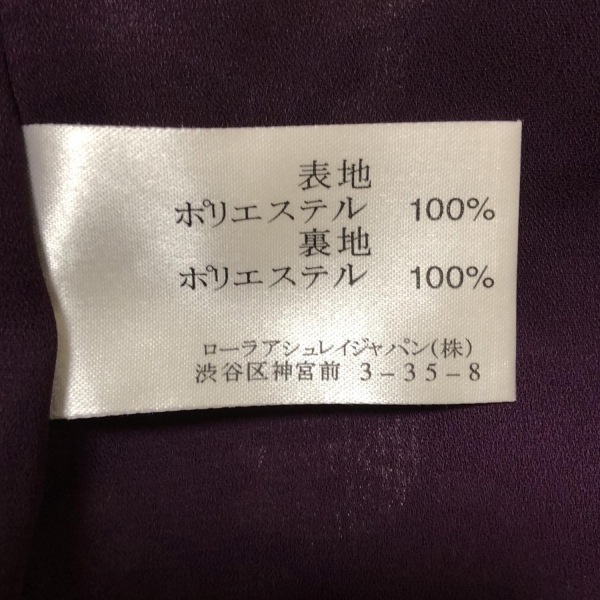 表地
ポリエステル 100%
裏地
ポリエステル 100%
ローラアシュレイジャパン(株)
渋谷区神宮前 3-35-8